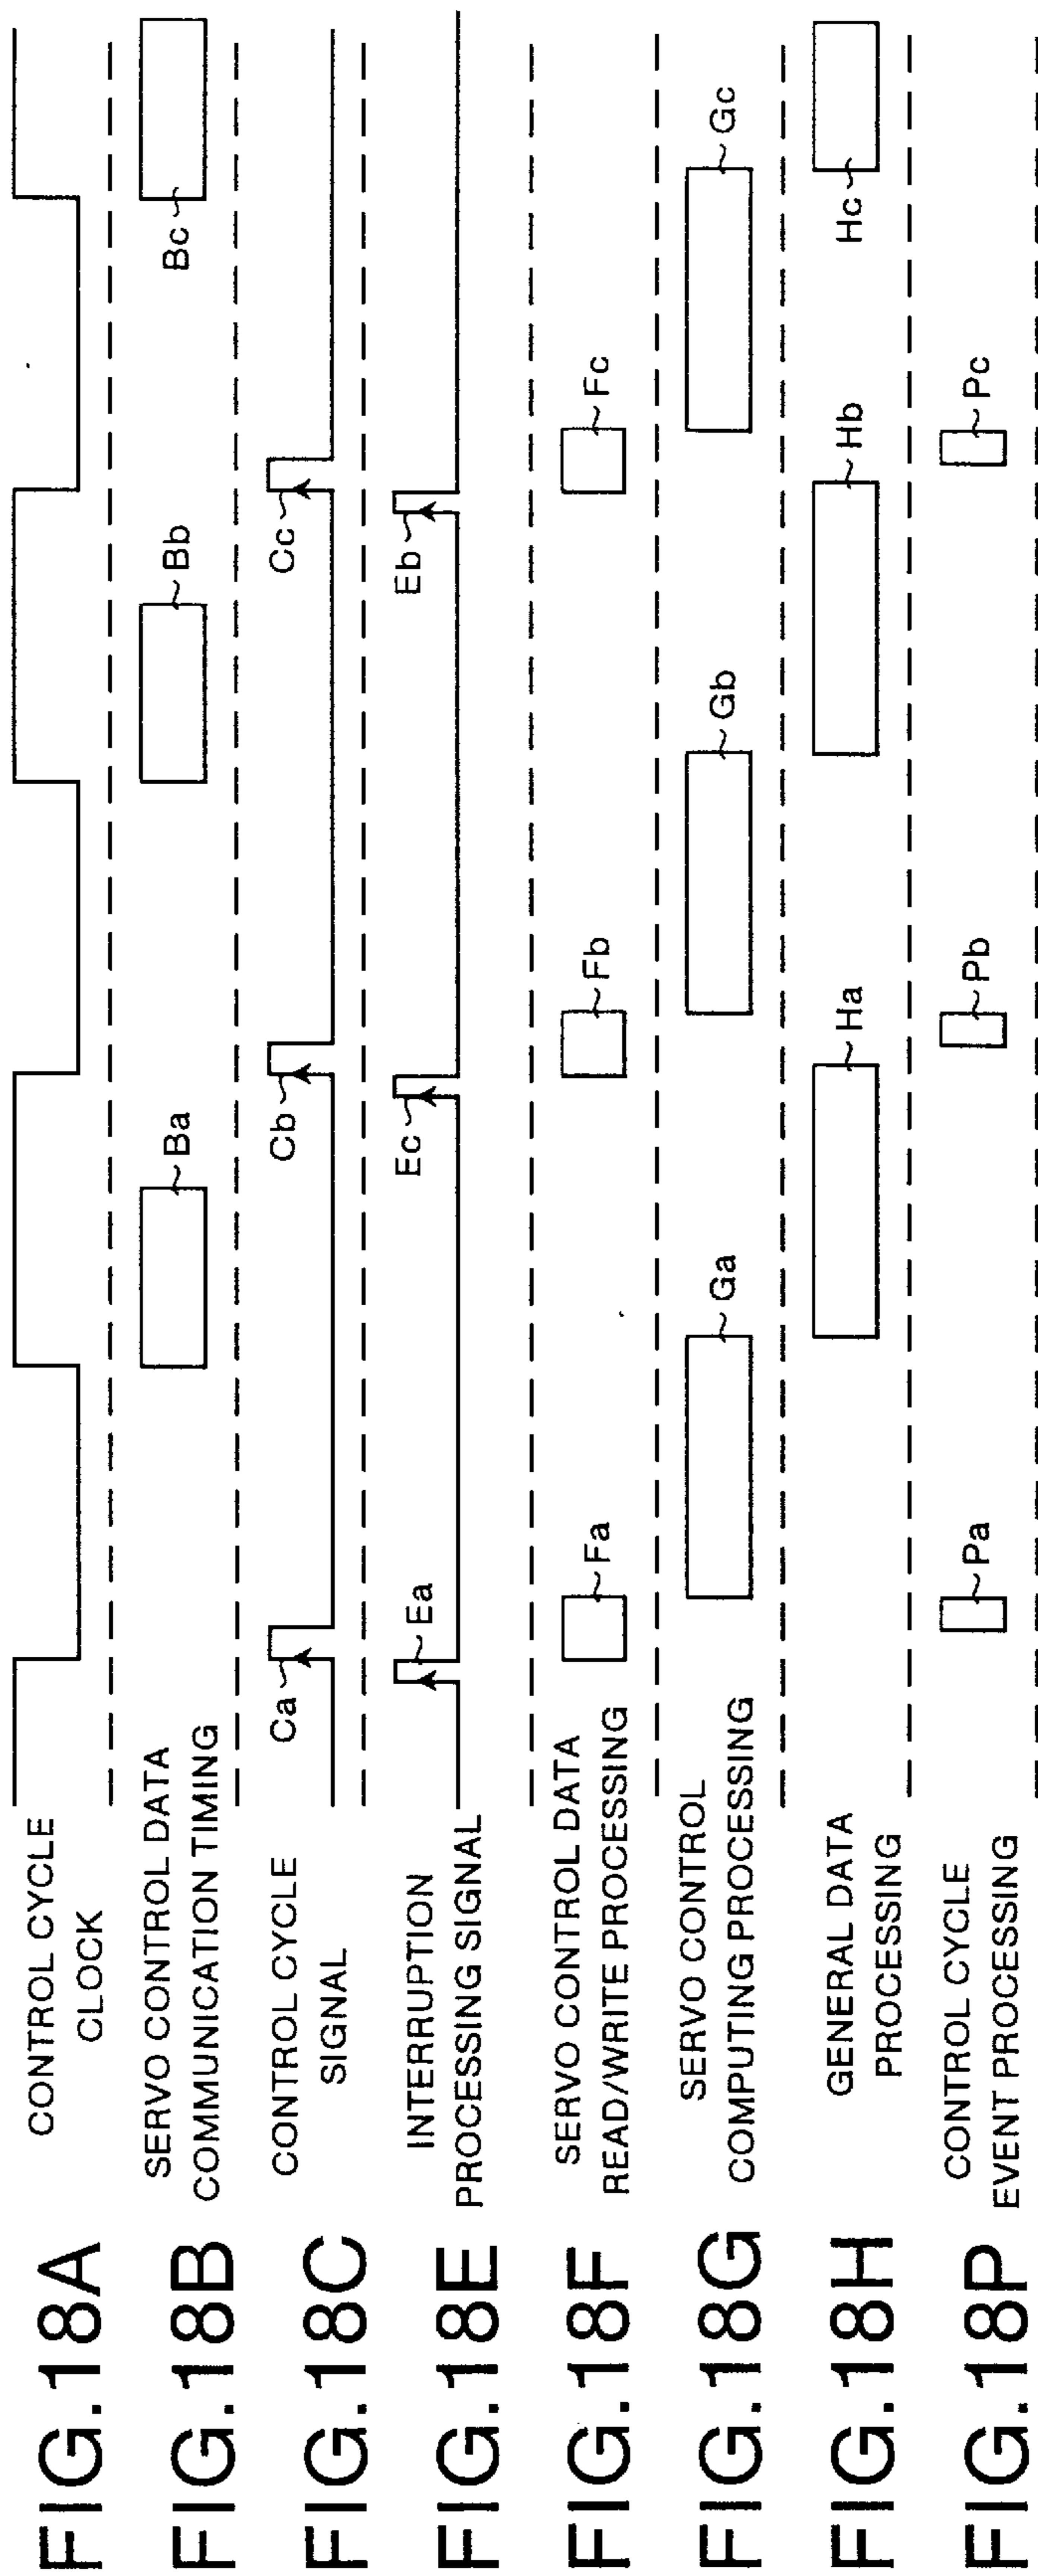 FIG.18A
CONTROL CYCLE
CLOCK
FIG.18B
SERVO CONTROL DATA
COMMUNICATION TIMING
Ba
Bb
Bc
FIG.18C
CONTROL CYCLE
SIGNAL
Ca
Cb
Cc
FIG.18E
INTERRUPTION
PROCESSING SIGNAL
Ea
Ec
Eb
FIG.18F
SERVO CONTROL DATA
READ/WRITE PROCESSING
Fa
Fb
Fc
FIG.18G
SERVO CONTROL
COMPUTING PROCESSING
Ga
Gb
Gc
FIG.18H
GENERAL DATA
PROCESSING
Ha
Hb
Hc
FIG.18P
CONTROL CYCLE
EVENT PROCESSING
Pa
Pb
Pc